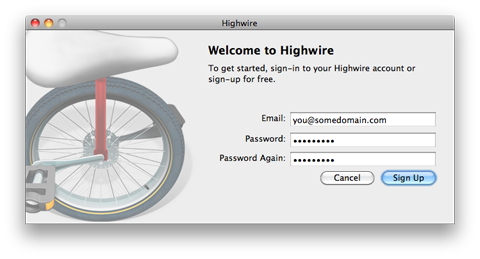 Highwire
Welcome to Highwire
To get started, sign-in to your Highwire account or
sign-up for free.
Email: you@somedomain.com
Password: •••••••••
Password Again: •••••••••
Cancel Sign Up